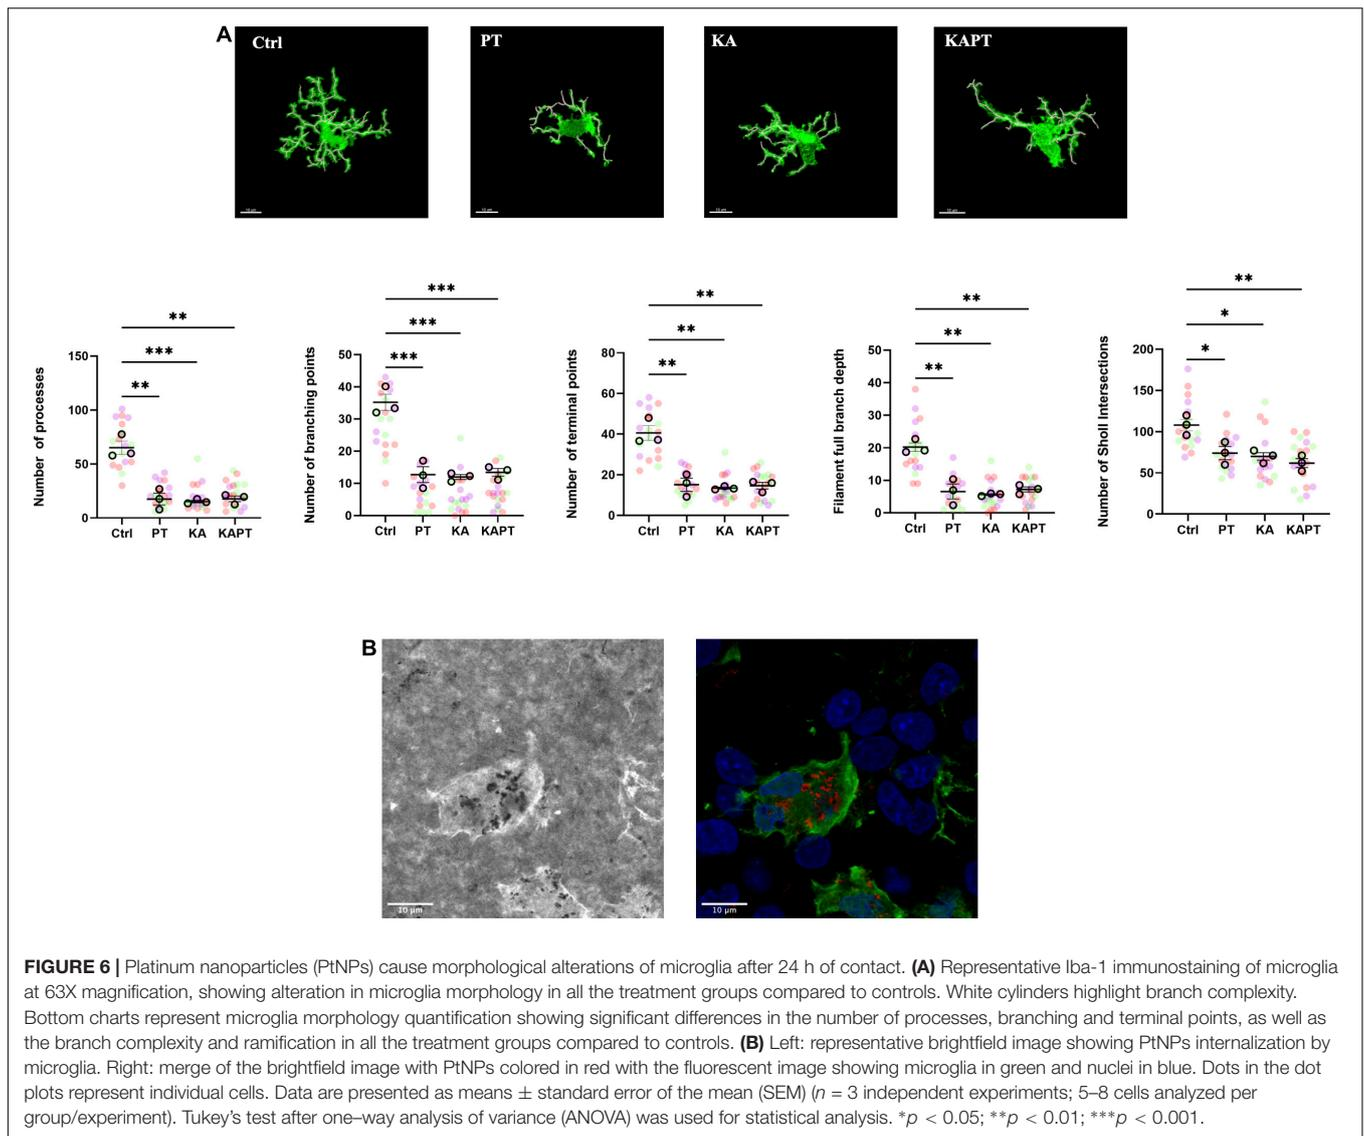 A
Ctrl
PT
KA
KAPT
Number of processes
150
100
50
0
**
***
**
Ctrl PT KA KAPT
Number of branching points
50
40
30
20
10
0
***
***
***
Ctrl PT KA KAPT
Number of terminal points
80
60
40
20
0
**
**
**
Ctrl PT KA KAPT
Filament full branch depth
50
40
30
20
10
0
**
**
**
Ctrl PT KA KAPT
Number of Sholl Intersections
200
150
100
50
0
**
*
*
Ctrl PT KA KAPT
B
10 µm
10 µm
FIGURE 6 | Platinum nanoparticles (PtNPs) cause morphological alterations of microglia after 24 h of contact. (A) Representative Iba-1 immunostaining of microglia
at 63X magnification, showing alteration in microglia morphology in all the treatment groups compared to controls. White cylinders highlight branch complexity.
Bottom charts represent microglia morphology quantification showing significant differences in the number of processes, branching and terminal points, as well as
the branch complexity and ramification in all the treatment groups compared to controls. (B) Left: representative brightfield image showing PtNPs internalization by
microglia. Right: merge of the brightfield image with PtNPs colored in red with the fluorescent image showing microglia in green and nuclei in blue. Dots in the dot
plots represent individual cells. Data are presented as means ± standard error of the mean (SEM) (n = 3 independent experiments; 5–8 cells analyzed per
group/experiment). Tukey’s test after one–way analysis of variance (ANOVA) was used for statistical analysis. *p < 0.05; **p < 0.01; ***p < 0.001.